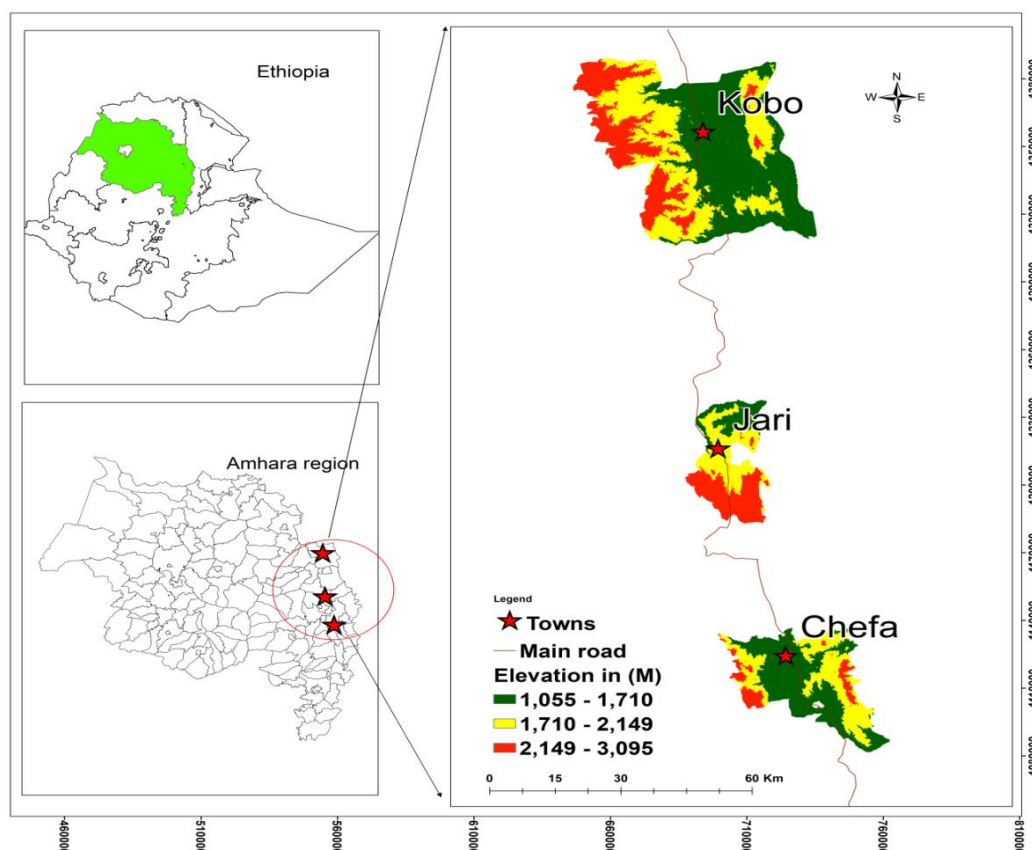 Ethiopia
Amhara region
N
W E
S
Kobo
Jari
Chefa
Legend
Towns
Main road
Elevation in (M)
1,055 - 1,710
1,710 - 2,149
2,149 - 3,095
0 15 30 60 Km
460000 510000 560000 610000 660000 710000 760000 810000